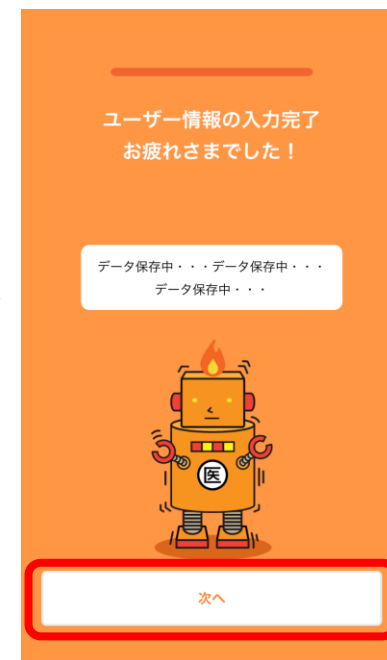 ユーザー情報の入力完了
お疲れさまでした！
データ保存中・・・データ保存中・・・
データ保存中・・・
医
次へ